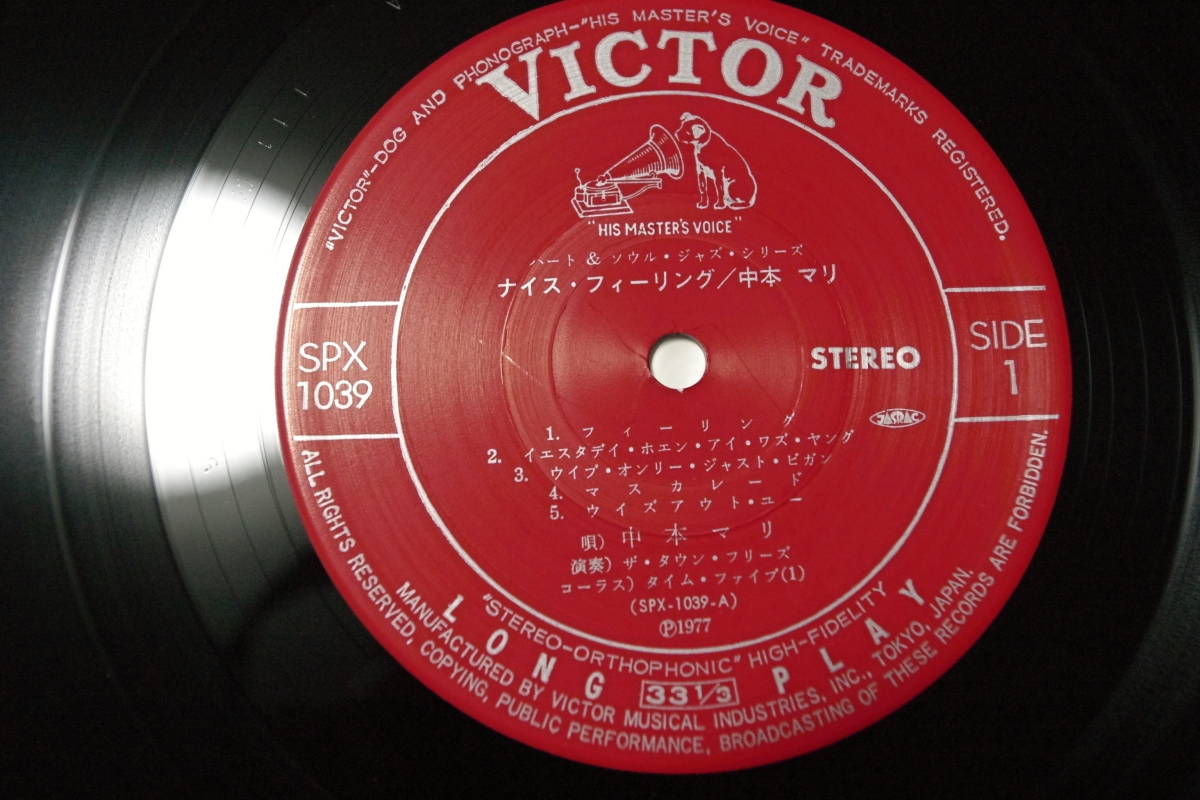 "VICTOR"–DOG AND PHONOGRAPH–"HIS MASTER'S VOICE" TRADEMARKS REGISTERED.
VICTOR
"HIS MASTER'S VOICE"
ハート & ソウル・ジャズ・シリーズ
ナイス・フィーリング/中本 マリ
SPX
1039
STEREO
SIDE
1
JASRAC
1. フィーリング
2. イエスタデイ・ホエン・アイ・ワズ・ヤング
3. ウイブ・オンリー・ジャスト・ビガン
4. マスカレード
5. ウイズアウト・ユー
唄) 中本マリ
演奏) ザ・タウン・フリーズ
コーラス) タイム・ファイブ(1)
(SPX-1039-A)
Ⓟ1977
"STEREO–ORTHOPHONIC" HIGH–FIDELITY
LONG 33 1/3 PLAY
MANUFACTURED BY VICTOR MUSICAL INDUSTRIES, INC., TOKYO, JAPAN.
ALL RIGHTS RESERVED, COPYING, PUBLIC PERFORMANCE, BROADCASTING OF THESE RECORDS ARE FORBIDDEN.